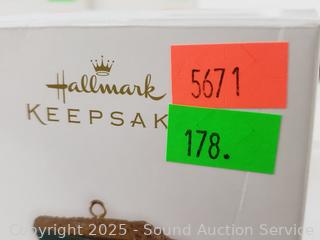 Hallmark
KEEPSAK
5671
178.
Copyright 2025 - Sound Auction Service